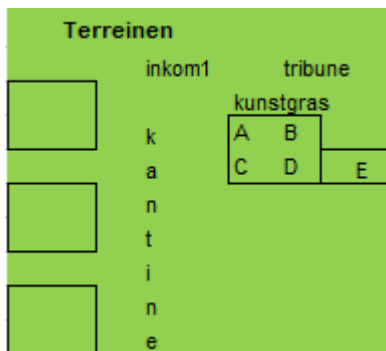 Terreinen
inkom1 tribune
kunstgras
k A B
a C D E
n
t
i
n
e